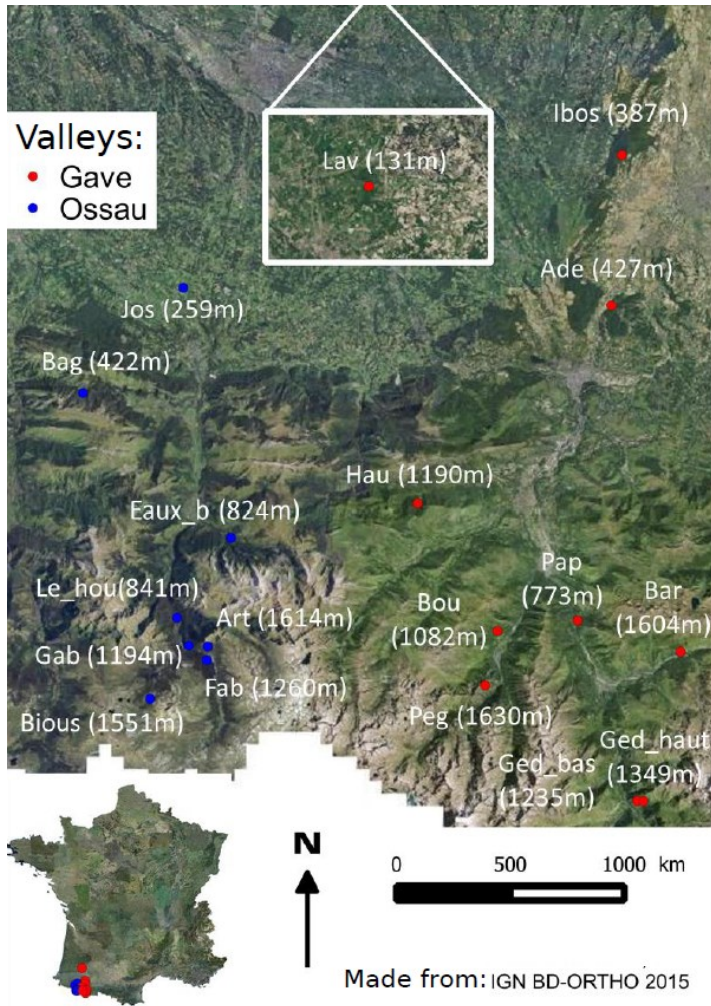 Valleys:
Gave
Ossau
Lav (131m)
Ibos (387m)
Ade (427m)
Jos (259m)
Bag (422m)
Hau (1190m)
Eaux_b (824m)
Le_hou(841m)
Art (1614m)
Gab (1194m)
Fab (1260m)
Bious (1551m)
Bou
(1082m)
Pap
(773m)
Bar
(1604m)
Peg (1630m)
Ged_haut
(1349m)
Ged_bas
(1235m)
N
0 500 1000 km
Made from: IGN BD-ORTHO 2015